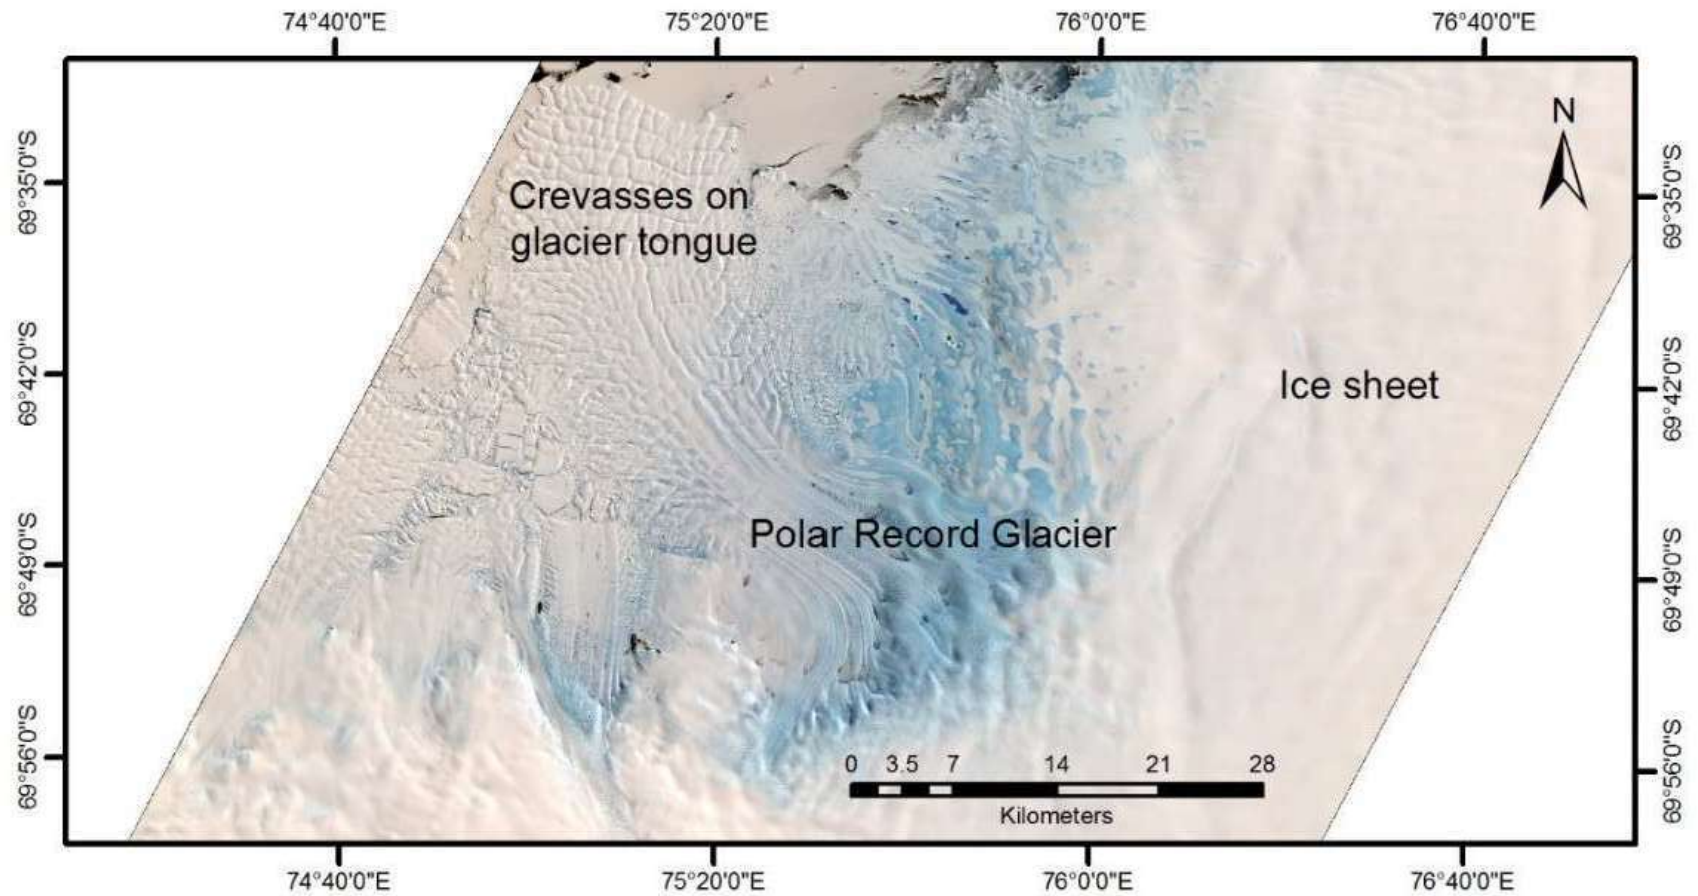 74°40'0"E 75°20'0"E 76°0'0"E 76°40'0"E
N
69°35'0"S
69°35'0"S
Crevasses on
glacier tongue
69°42'0"S
69°42'0"S
Ice sheet
Polar Record Glacier
69°49'0"S
69°49'0"S
69°56'0"S
69°56'0"S
0 3.5 7 14 21 28
Kilometers
74°40'0"E 75°20'0"E 76°0'0"E 76°40'0"E